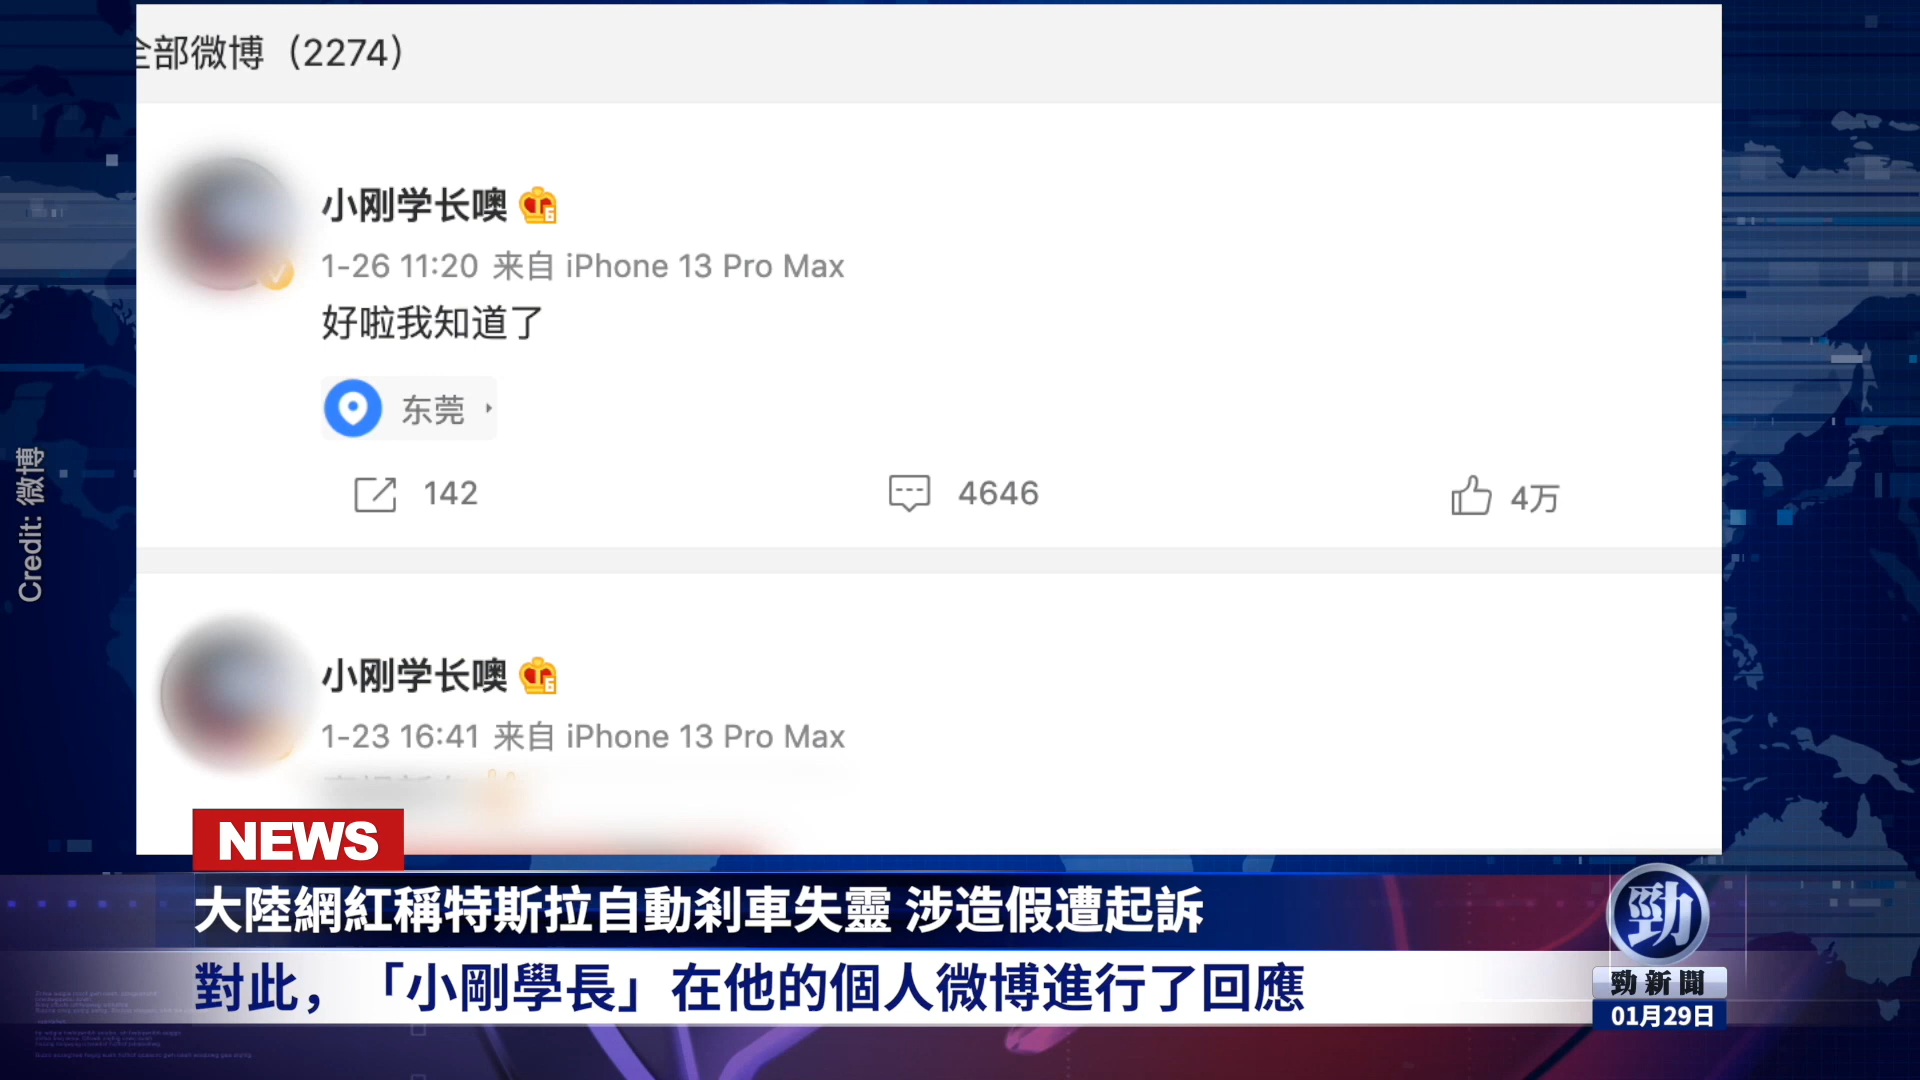 全部微博（2274）
小刚学长噢
1-26 11:20 来自 iPhone 13 Pro Max
好啦我知道了
东莞
142
4646
4万
小刚学长噢
1-23 16:41 来自 iPhone 13 Pro Max
Credit: 微博
NEWS
大陸網紅稱特斯拉自動剎車失靈 涉造假遭起訴
對此，「小剛學長」在他的個人微博進行了回應
勁
勁新聞
01月29日